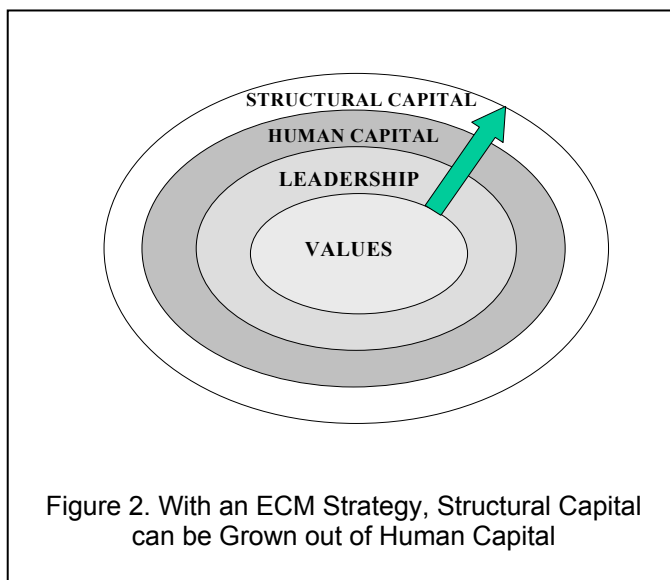 STRUCTURAL CAPITAL
HUMAN CAPITAL
LEADERSHIP
VALUES
Figure 2. With an ECM Strategy, Structural Capital
can be Grown out of Human Capital